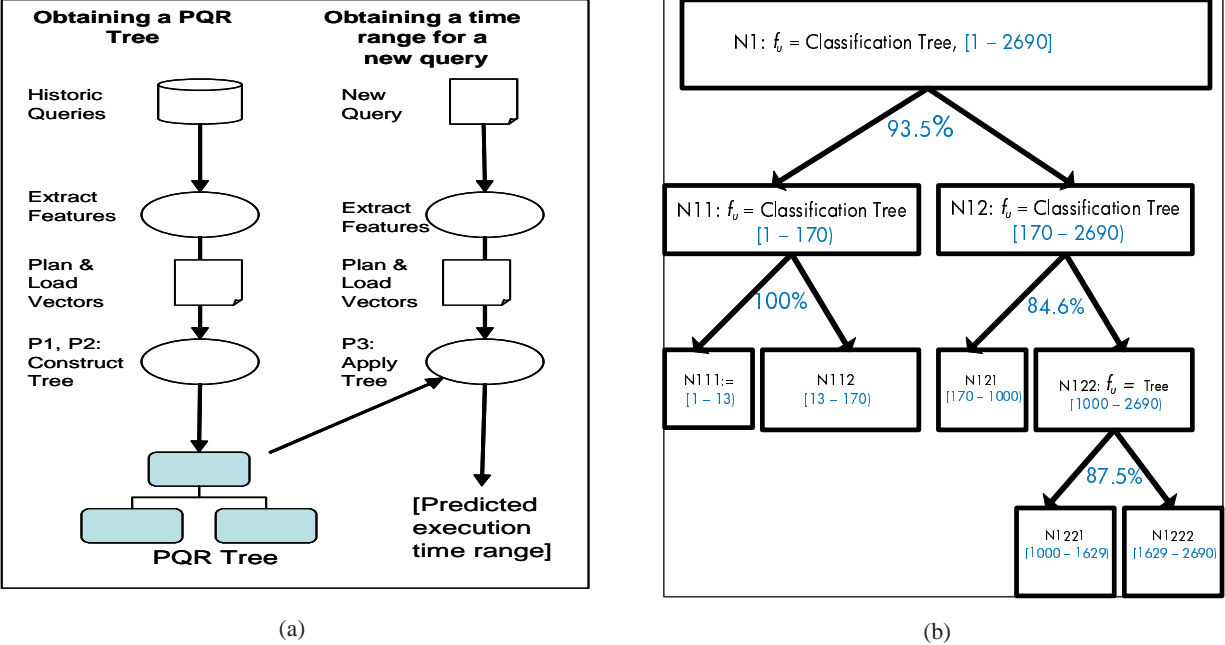 Obtaining a PQR
Tree
Historic
Queries
Extract
Features
Plan &
Load
Vectors
P1, P2:
Construct
Tree
PQR Tree
Obtaining a time
range for a
new query
New
Query
Extract
Features
Plan &
Load
Vectors
P3:
Apply
Tree
[Predicted
execution
time range]
(a)
N1: fu = Classification Tree, [1 – 2690]
93.5%
N11: fu = Classification Tree
[1 – 170)
N12: fu = Classification Tree
[170 – 2690)
100%
84.6%
N111:=
[1 – 13)
N112
[13 – 170)
N121
[170 – 1000)
N122: fu = Tree
[1000 – 2690)
87.5%
N1221
[1000 – 1629)
N1222
[1629 – 2690)
(b)